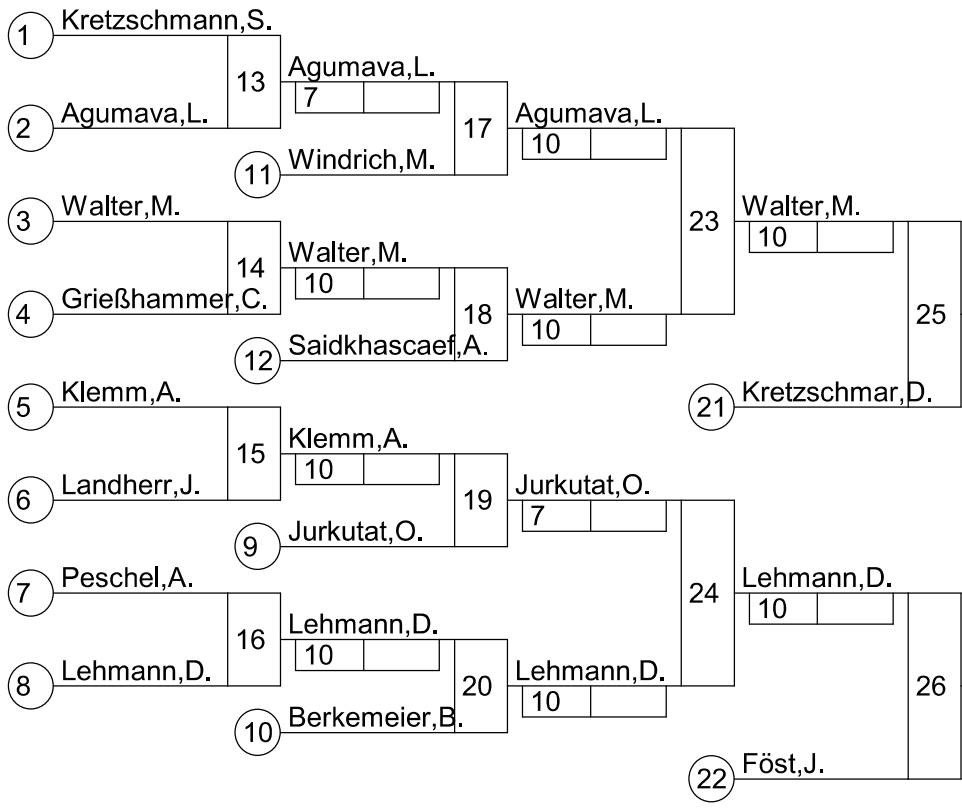 1 Kretzschmann,S.
13 Agumava,L.
7
2 Agumava,L.
17 Agumava,L.
10
11 Windrich,M.
3 Walter,M.
23 Walter,M.
10
14 Walter,M.
10
4 Grießhammer,C.
18 Walter,M.
10
25
12 Saidkhascaef,A.
5 Klemm,A.
21 Kretzschmar,D.
15 Klemm,A.
10
6 Landherr,J.
19 Jurkutat,O.
7
9 Jurkutat,O.
7 Peschel,A.
24 Lehmann,D.
10
16 Lehmann,D.
10
8 Lehmann,D.
20 Lehmann,D.
10
26
10 Berkemeier,B.
22 Föst,J.